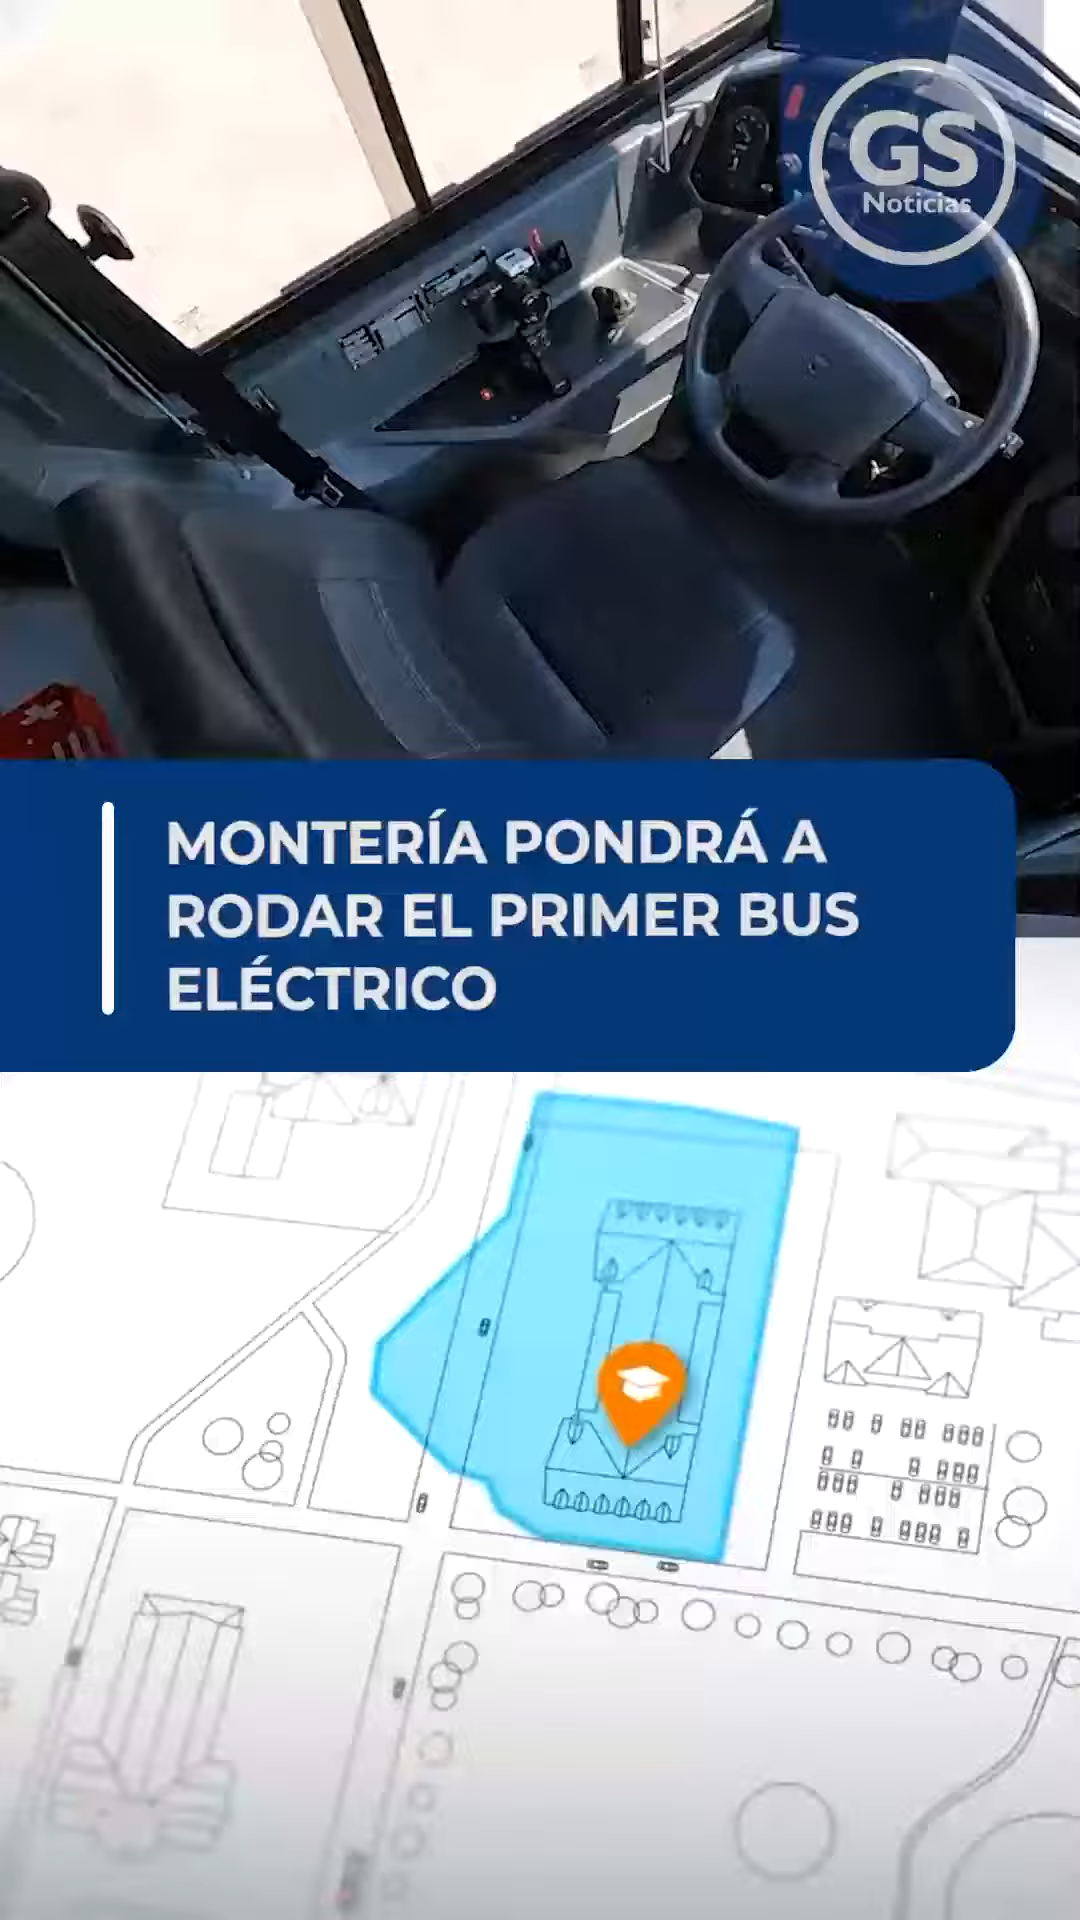 GS
Noticias
MONTERÍA PONDRÁ A
RODAR EL PRIMER BUS
ELÉCTRICO